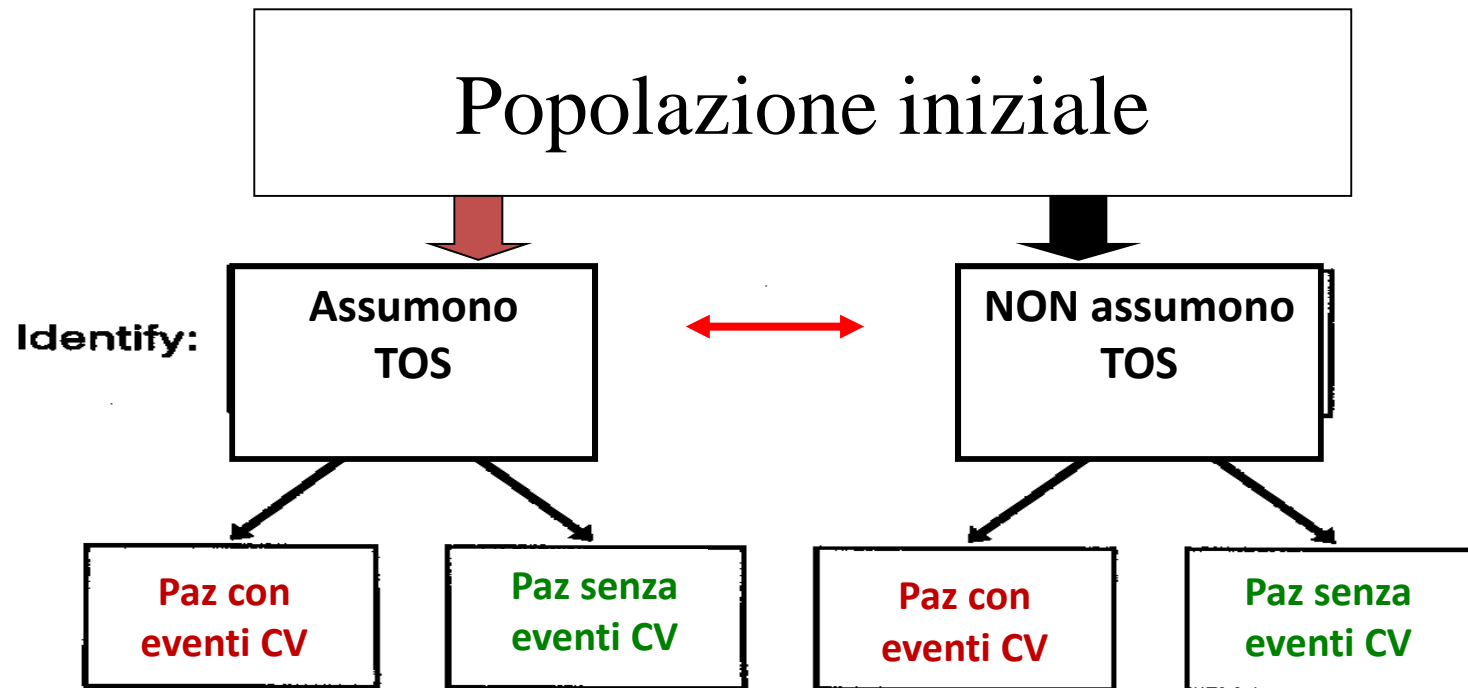 Popolazione iniziale
Identify:
Assumono
TOS
NON assumono
TOS
Paz con
eventi CV
Paz senza
eventi CV
Paz con
eventi CV
Paz senza
eventi CV